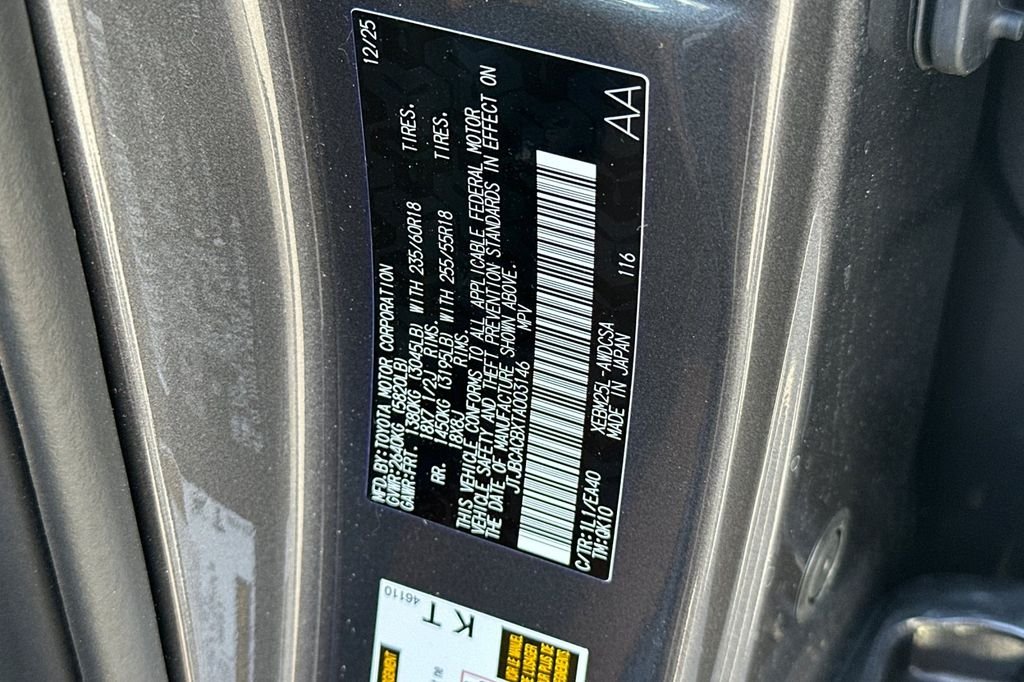 MFD.BY:TOYOTA MOTOR CORPORATION 12/25
GVWR:2640KG (5820LB)
GAWR:FRT. 1380KG (3045LB) WITH 235/60R18 TIRES.
18X7 1/2J RIMS.
RR. 1450KG (3195LB) WITH 255/55R18 TIRES.
18X8J RIMS.
THIS VEHICLE CONFORMS TO ALL APPLICABLE FEDERAL MOTOR
VEHICLE SAFETY AND THEFT PREVENTION STANDARDS IN EFFECT ON
THE DATE OF MANUFACTURE SHOWN ABOVE.
JTJBCACBXTA003146 MPV
C/TR:1L1/EA40 XEBM25L-AWDCSA 116 AA
TM:QK10 MADE IN JAPAN
KT
46110